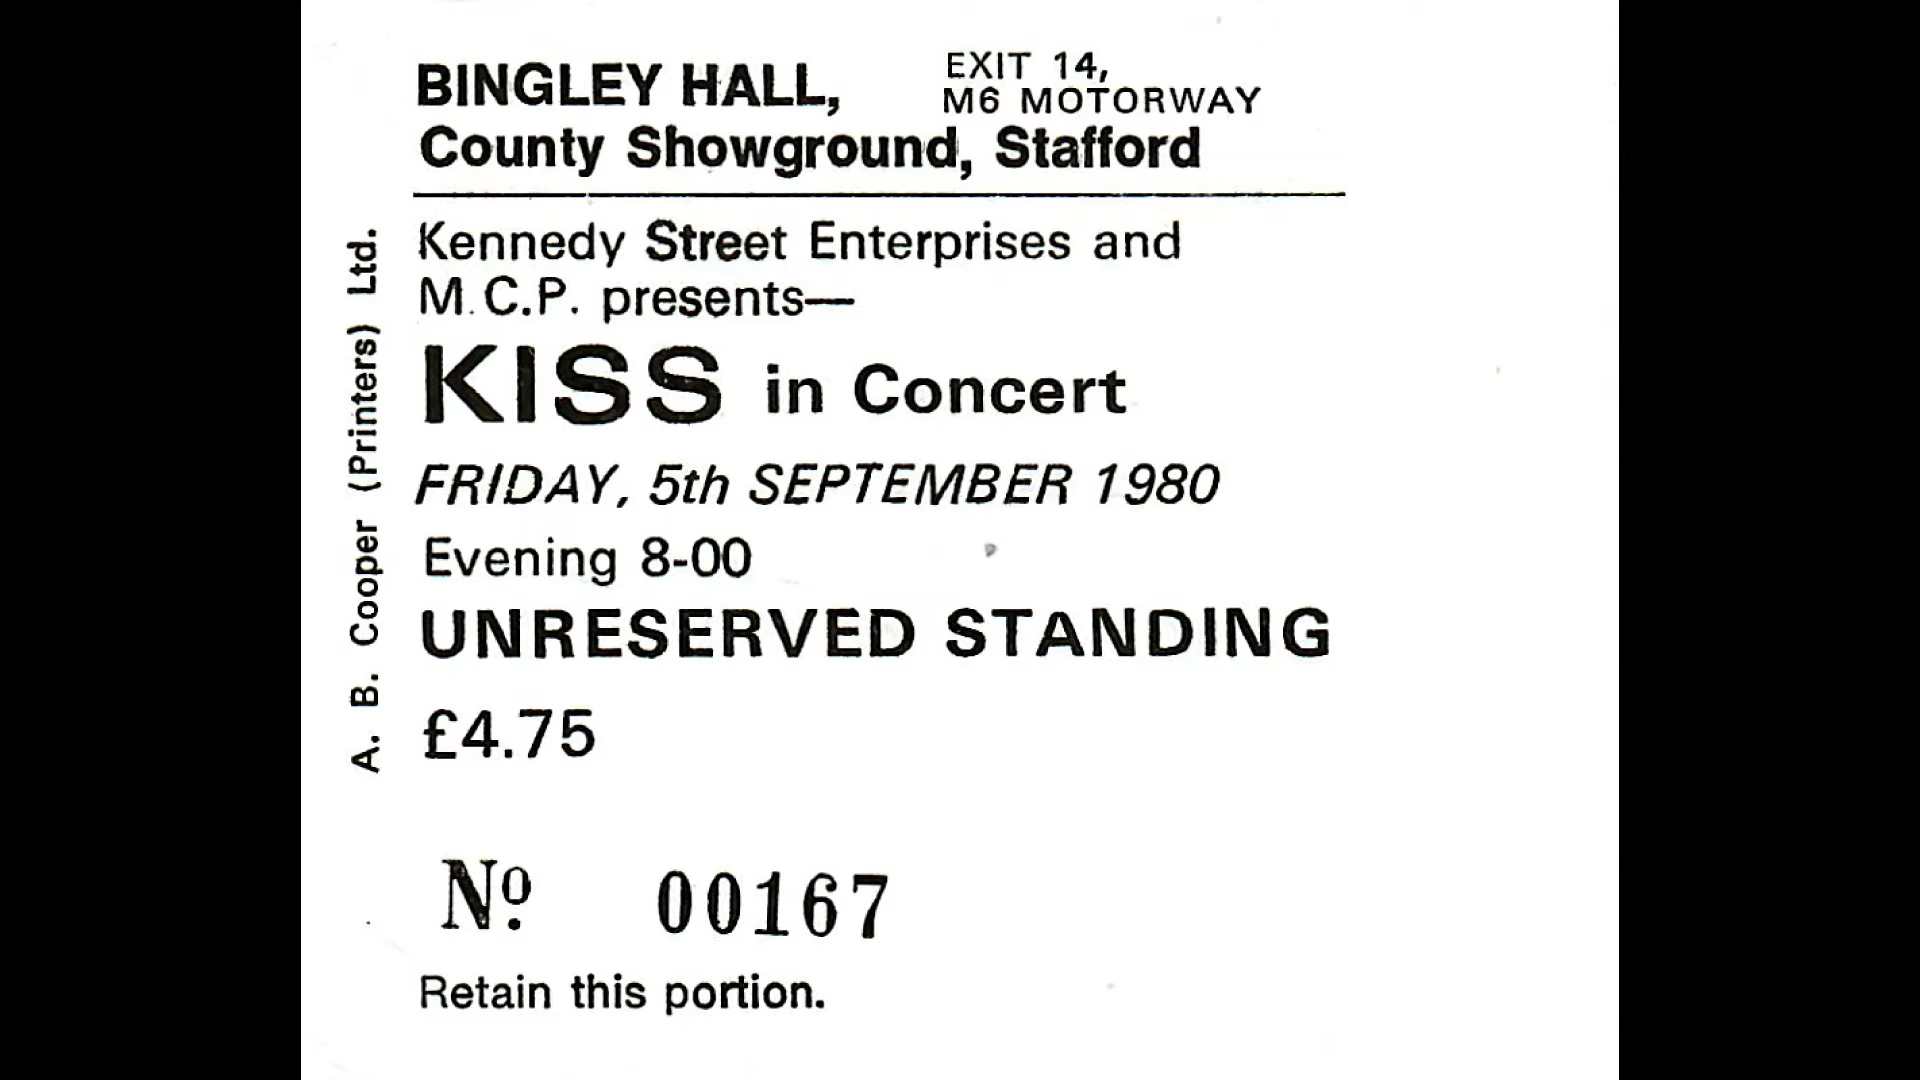 BINGLEY HALL,
EXIT 14,
M6 MOTORWAY
County Showground, Stafford
Kennedy Street Enterprises and
M.C.P. presents—
KISS in Concert
FRIDAY, 5th SEPTEMBER 1980
Evening 8-00
UNRESERVED STANDING
£4.75
Nº 00167
Retain this portion.
A. B. Cooper (Printers) Ltd.